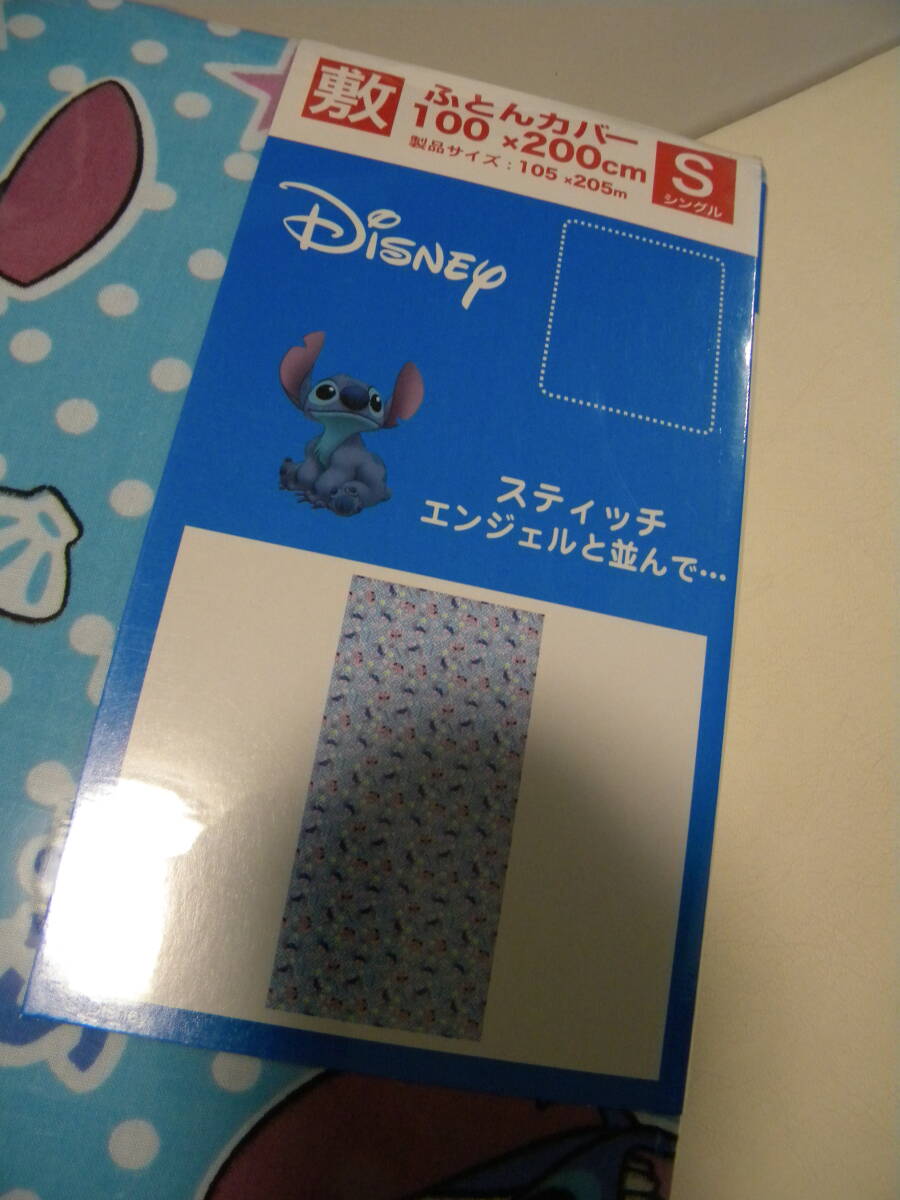 敷
ふとんカバー
100×200cm
製品サイズ：105×205m
S
シングル
Disney
スティッチ
エンジェルと並んで…